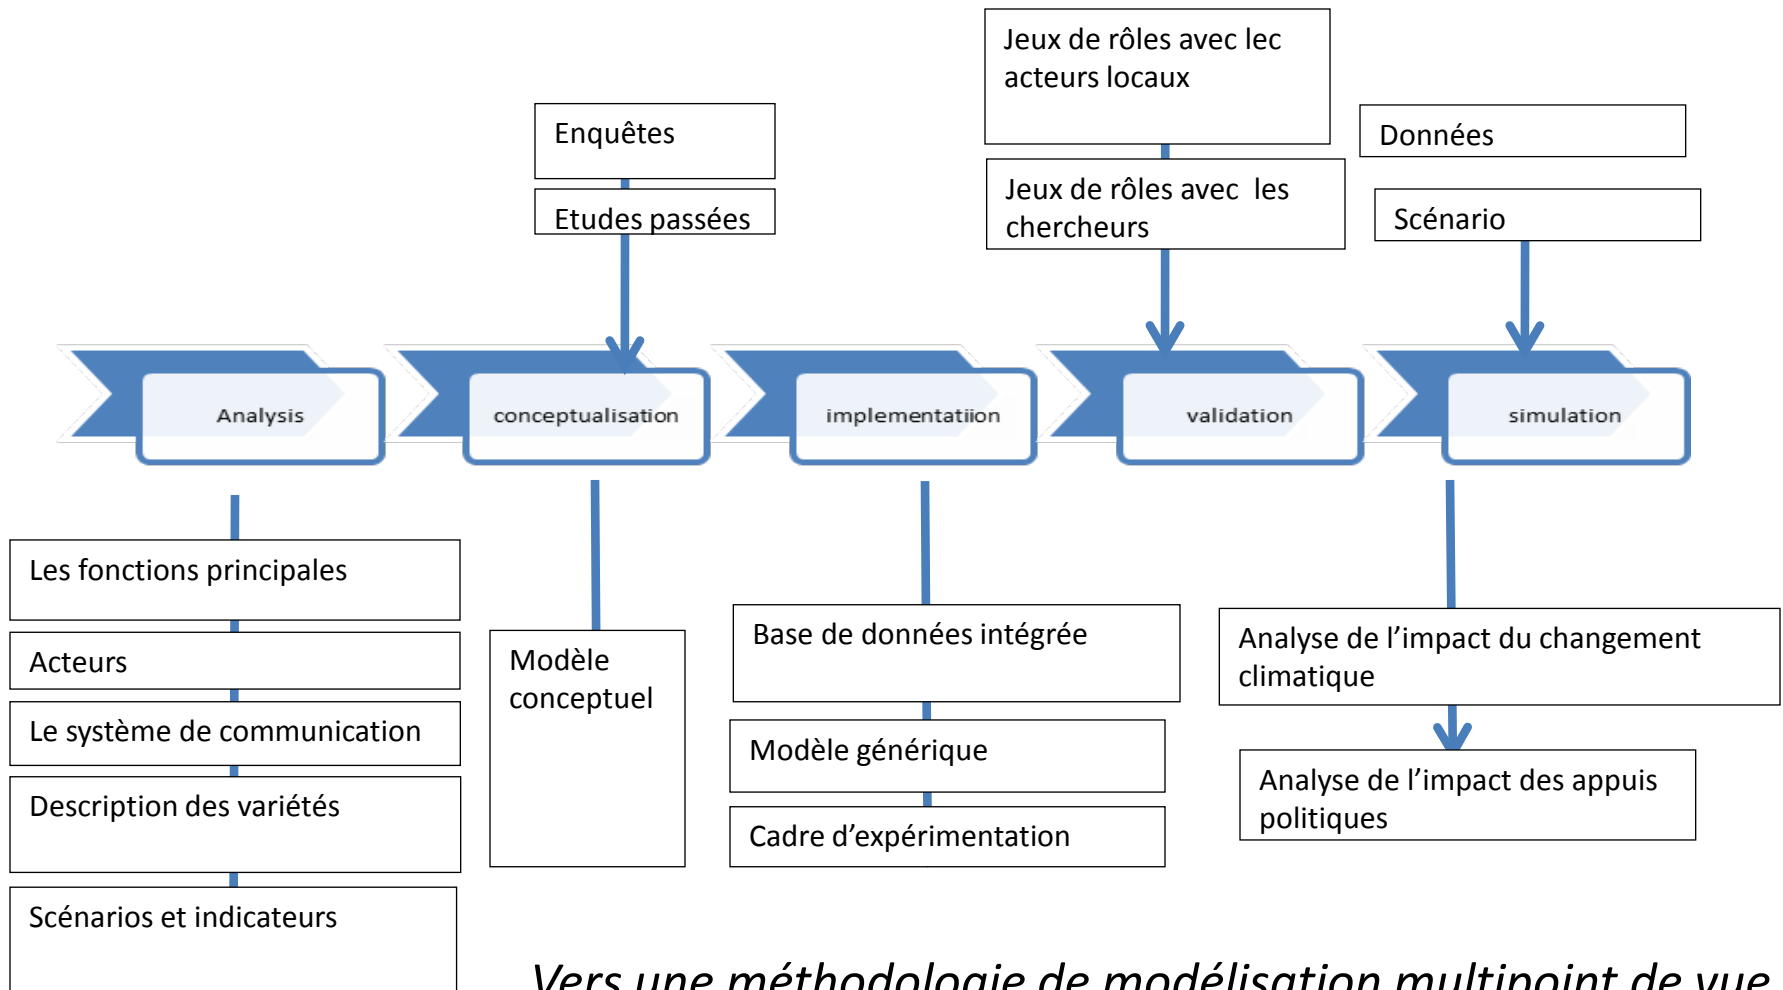 Jeux de rôles avec lec
acteurs locaux
Enquêtes
Données
Jeux de rôles avec les
chercheurs
Etudes passées
Scénario
Analysis
conceptualisation
implementatiion
validation
simulation
Les fonctions principales
Acteurs
Le système de communication
Description des variétés
Scénarios et indicateurs
Modèle
conceptuel
Base de données intégrée
Modèle générique
Cadre d’expérimentation
Analyse de l’impact du changement
climatique
Analyse de l’impact des appuis
politiques
Vers une méthodologie de modélisation multipoint de vue